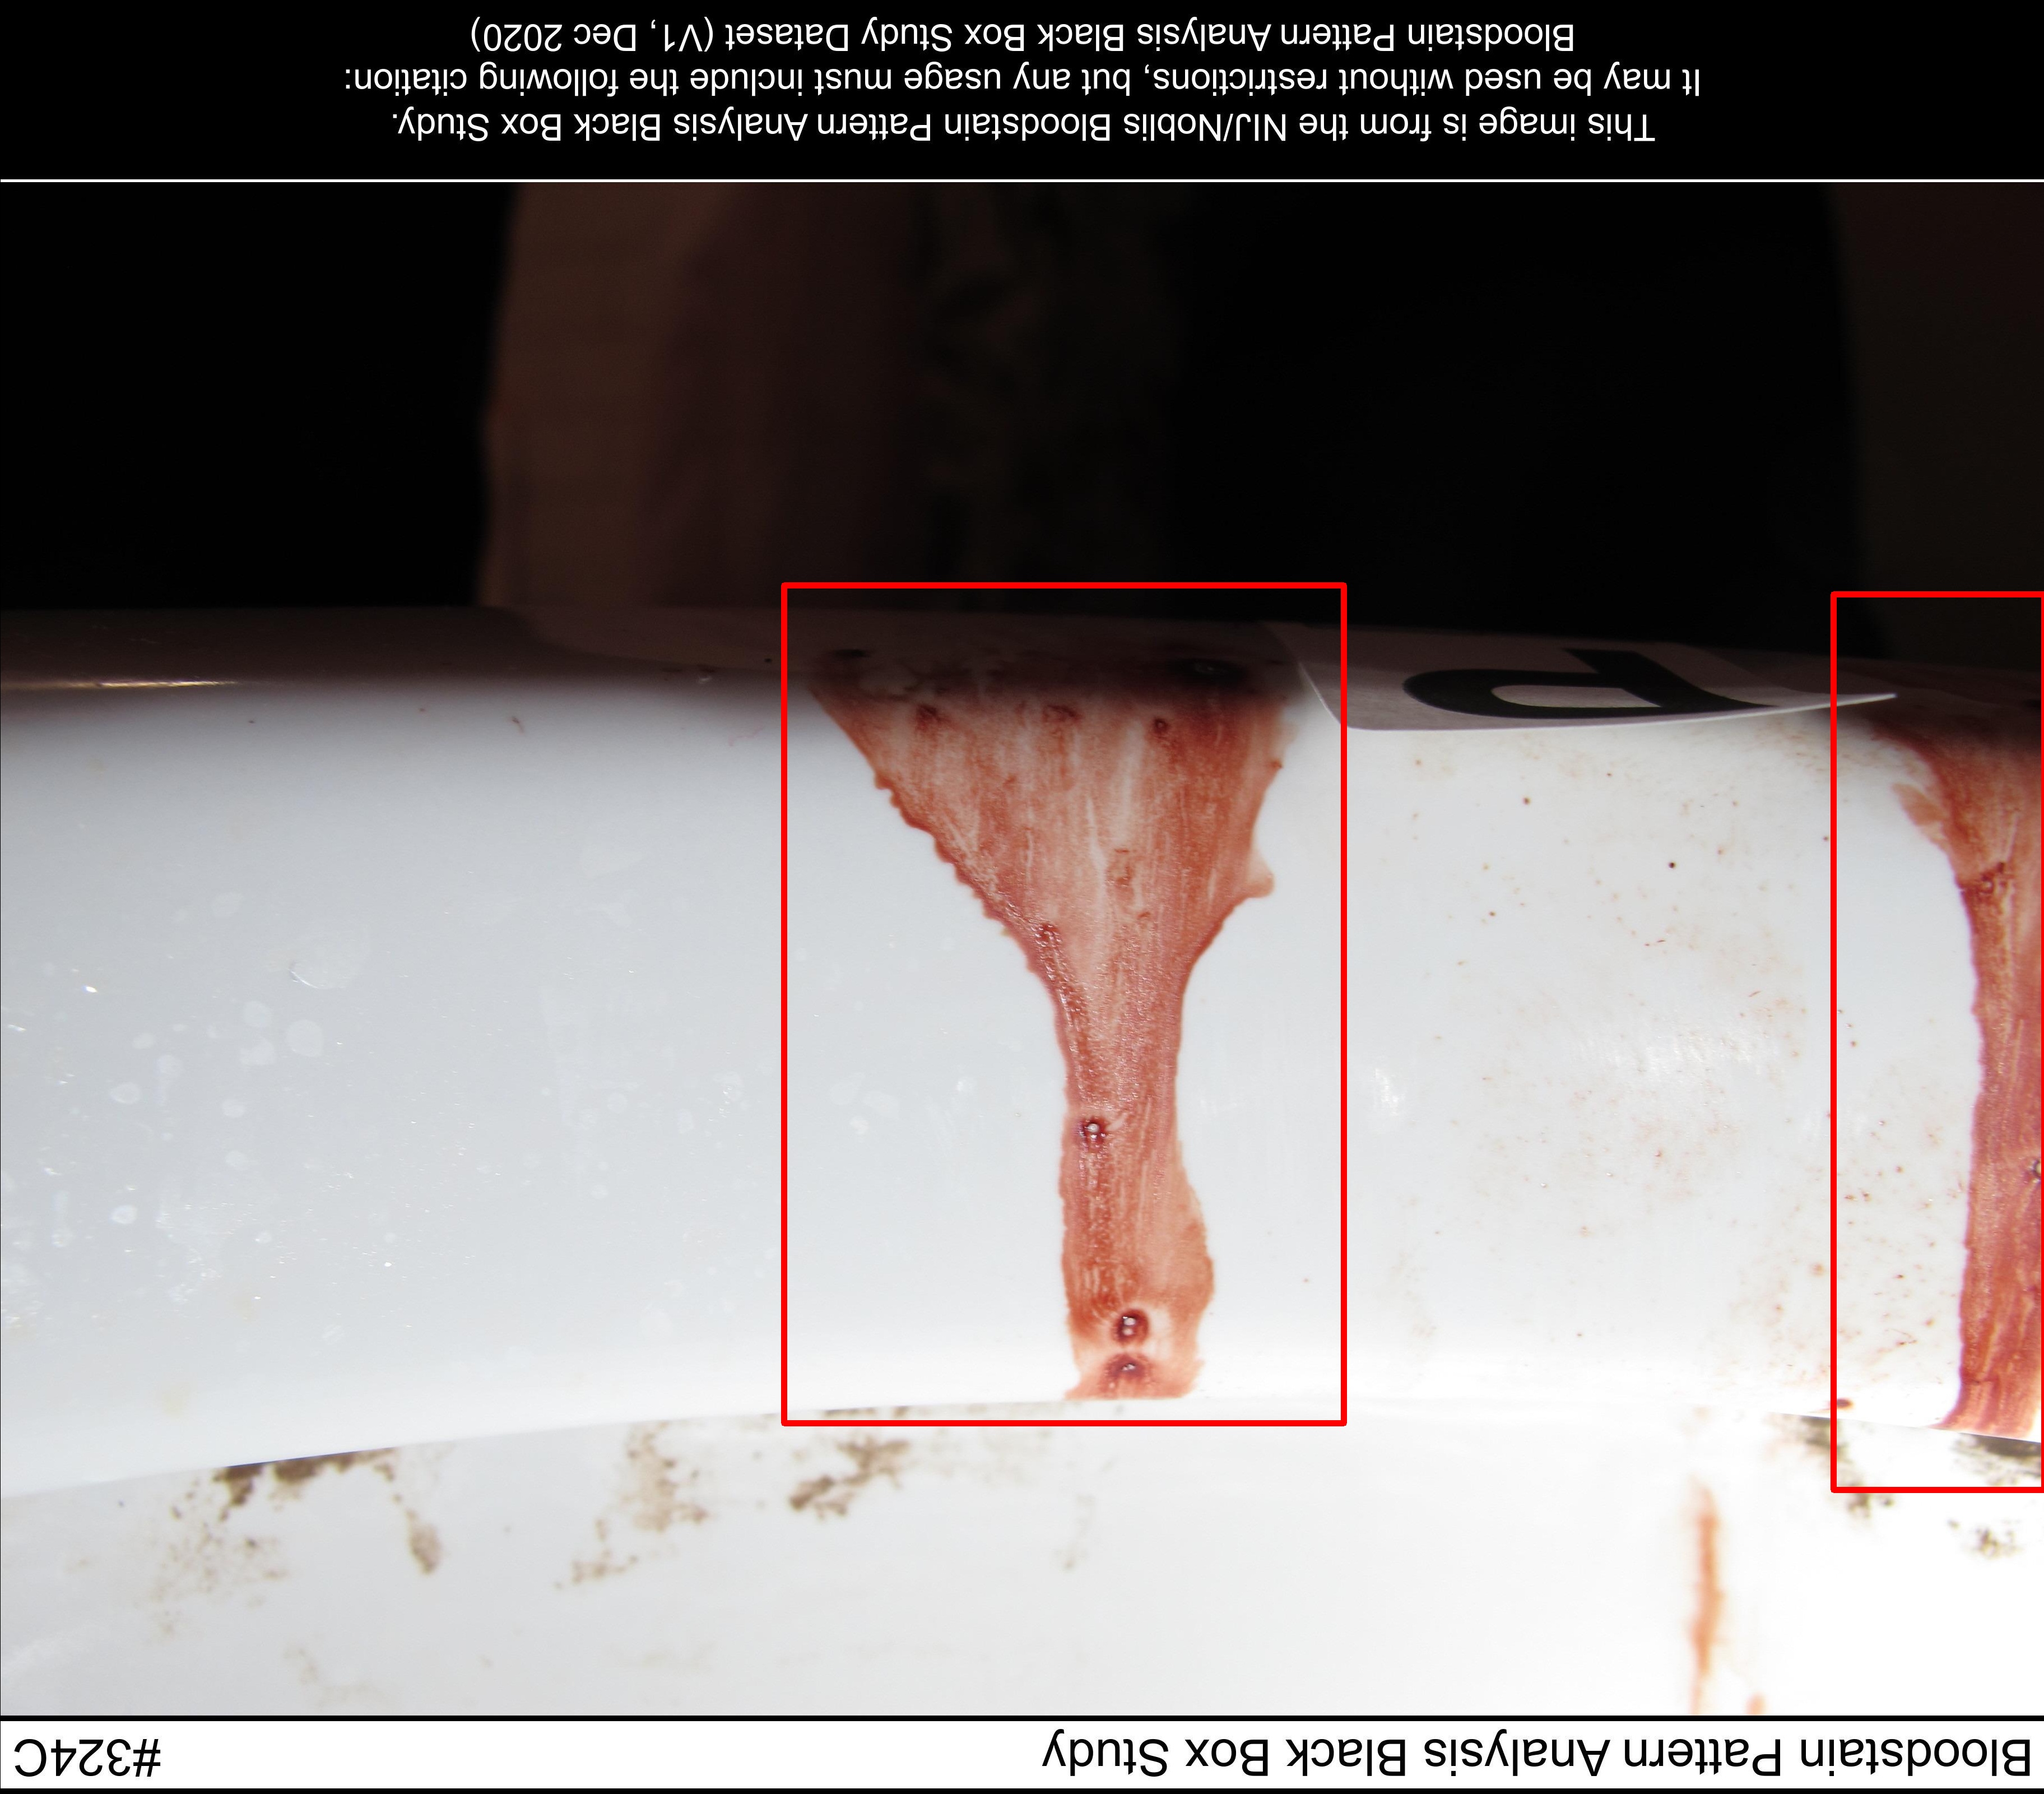 Bloodstain Pattern Analysis Black Box Study
#324C
d
This image is from the NIJ/Noblis Bloodstain Pattern Analysis Black Box Study.
It may be used without restrictions, but any usage must include the following citation:
Bloodstain Pattern Analysis Black Box Study Dataset (V1, Dec 2020)